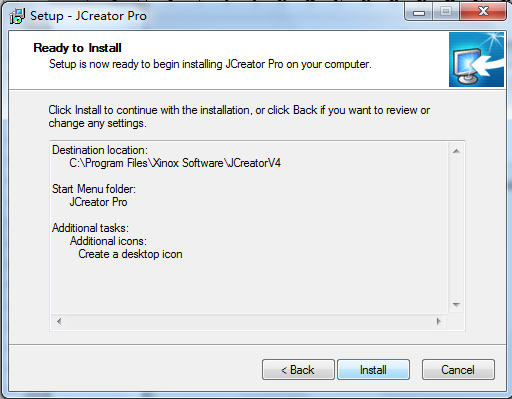 Setup - JCreator Pro
Ready to Install
Setup is now ready to begin installing JCreator Pro on your computer.
Click Install to continue with the installation, or click Back if you want to review or
change any settings.
Destination location:
C:\Program Files\Xinox Software\JCreatorV4
Start Menu folder:
JCreator Pro
Additional tasks:
Additional icons:
Create a desktop icon
< Back
Install
Cancel